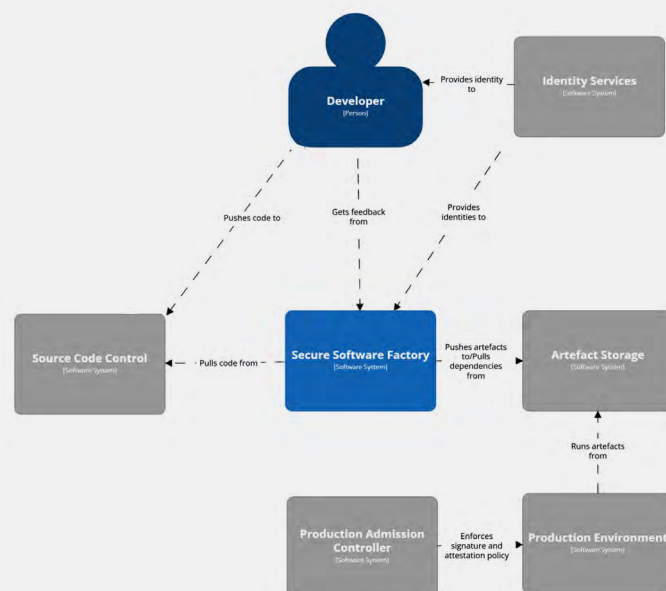 Developer
[Person]
Provides identity
to
Identity Services
[Software System]
Pushes code to
Gets feedback
from
Provides
identities to
Source Code Control
[Software System]
Pulls code from
Secure Software Factory
[Software System]
Pushes artefacts
to/Pulls
dependencies
from
Artefact Storage
[Software System]
Runs artefacts
from
Production Admission
Controller
[Software System]
Enforces
signature and
attestation policy
Production Environment
[Software System]